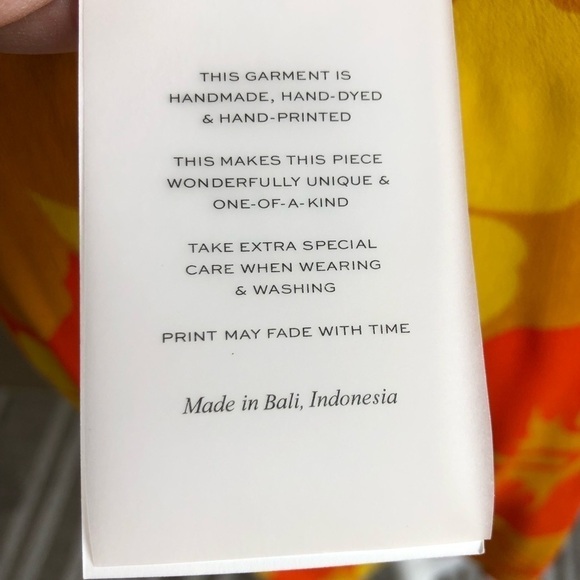 THIS GARMENT IS
HANDMADE, HAND-DYED
& HAND-PRINTED
THIS MAKES THIS PIECE
WONDERFULLY UNIQUE &
ONE-OF-A-KIND
TAKE EXTRA SPECIAL
CARE WHEN WEARING
& WASHING
PRINT MAY FADE WITH TIME
Made in Bali, Indonesia